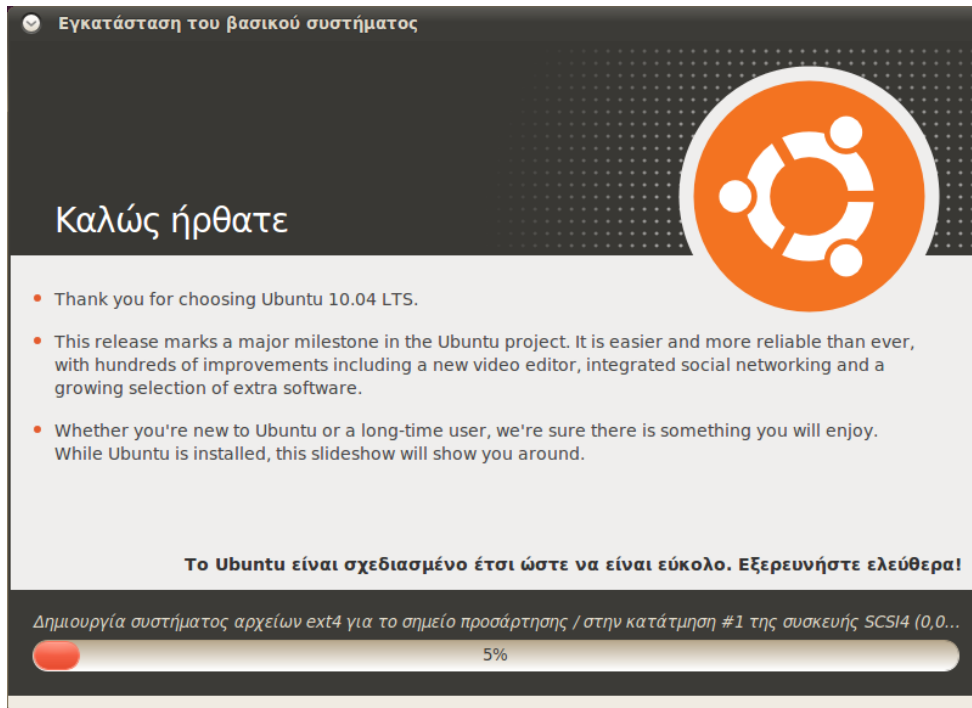 Εγκατάσταση του βασικού συστήματος
Καλώς ήρθατε
Thank you for choosing Ubuntu 10.04 LTS.
This release marks a major milestone in the Ubuntu project. It is easier and more reliable than ever,
with hundreds of improvements including a new video editor, integrated social networking and a
growing selection of extra software.
Whether you're new to Ubuntu or a long-time user, we're sure there is something you will enjoy.
While Ubuntu is installed, this slideshow will show you around.
Το Ubuntu είναι σχεδιασμένο έτσι ώστε να είναι εύκολο. Εξερευνήστε ελεύθερα!
Δημιουργία συστήματος αρχείων ext4 για το σημείο προσάρτησης / στην κατάτμηση #1 της συσκευής SCSI4 (0,0...
5%